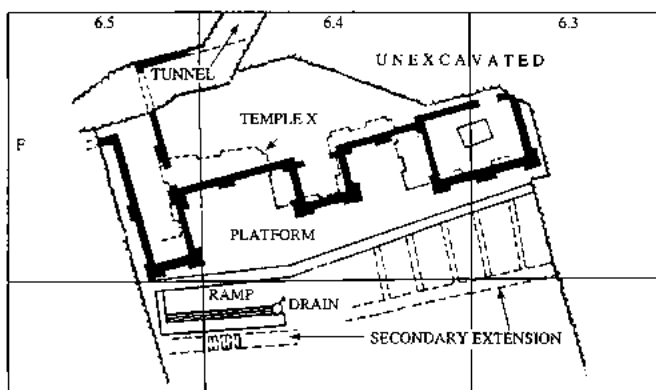 6.5 6.4 6.3
UNEXCAVATED
TUNNEL
TEMPLE X
F
PLATFORM
RAMP
DRAIN
SECONDARY EXTENSION